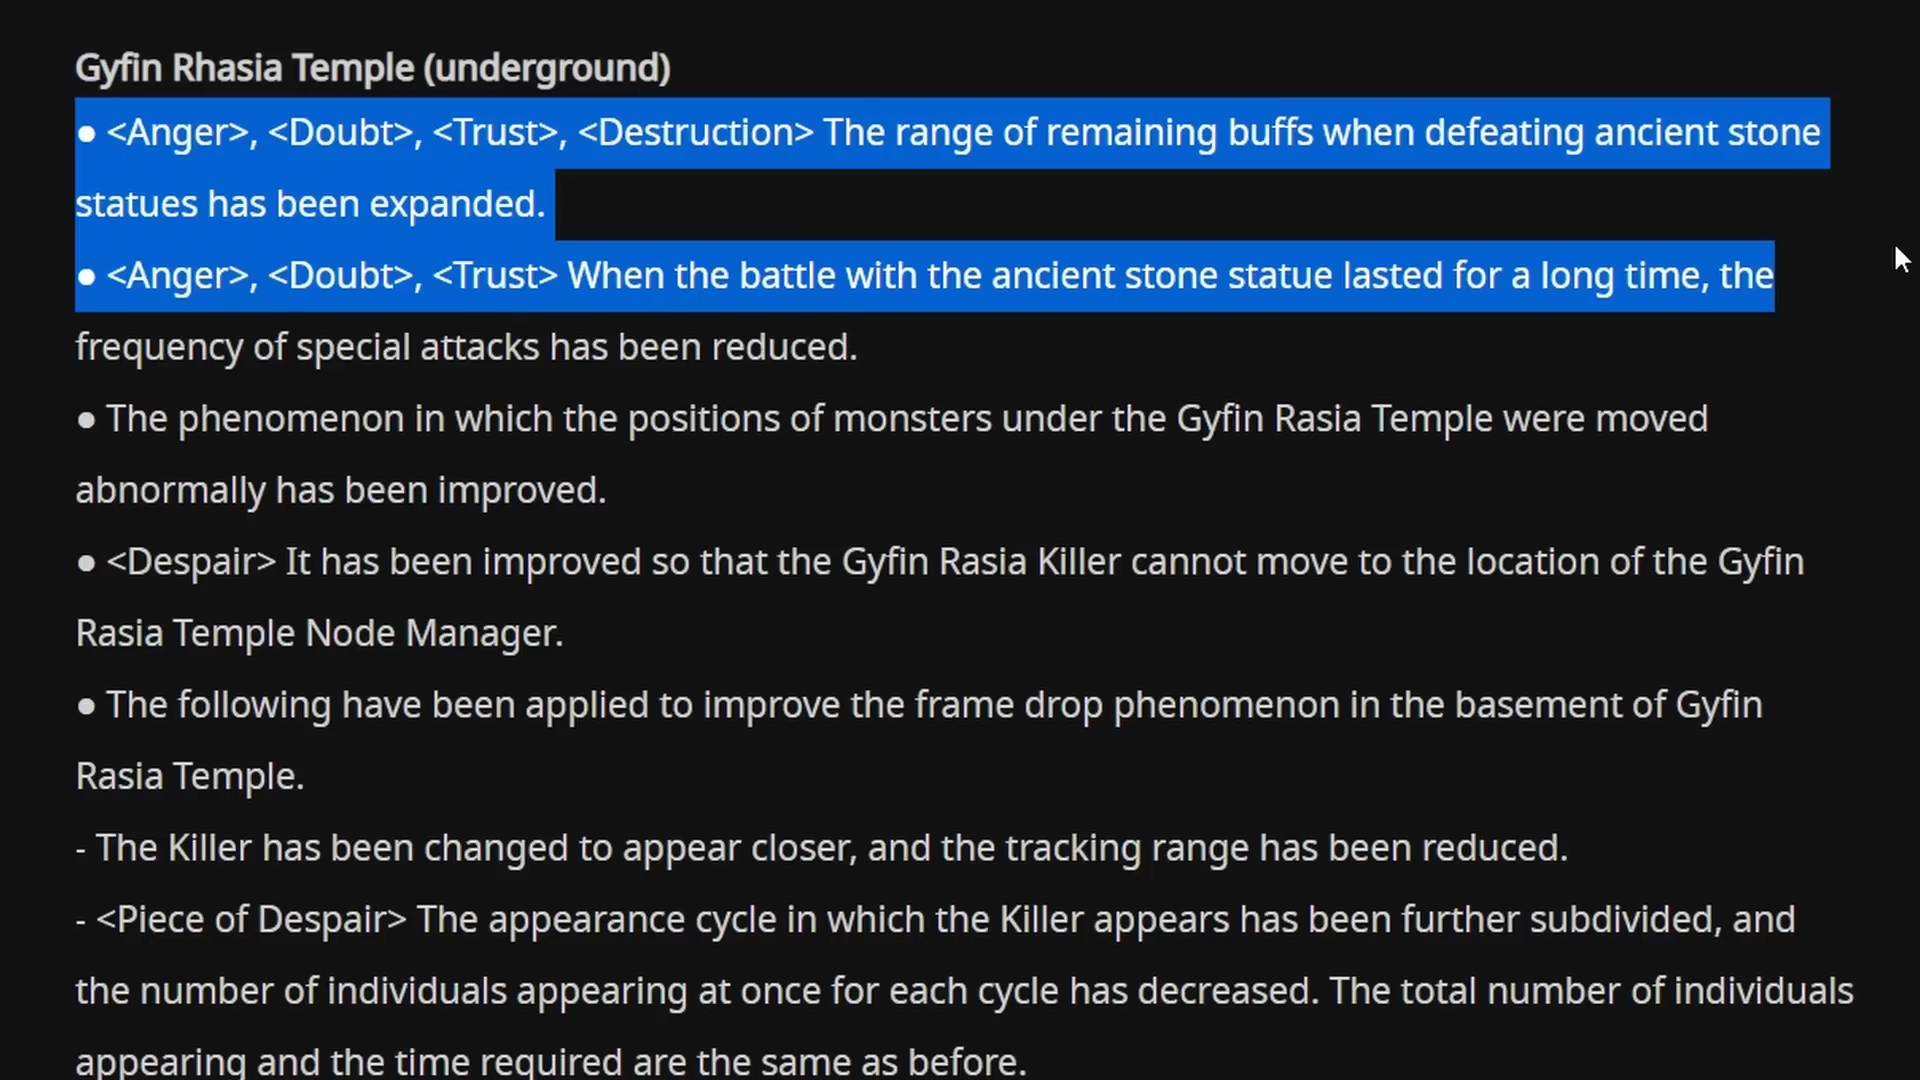 Gyfin Rhasia Temple (underground)
● <Anger>, <Doubt>, <Trust>, <Destruction> The range of remaining buffs when defeating ancient stone
statues has been expanded.
● <Anger>, <Doubt>, <Trust> When the battle with the ancient stone statue lasted for a long time, the
frequency of special attacks has been reduced.
● The phenomenon in which the positions of monsters under the Gyfin Rasia Temple were moved
abnormally has been improved.
● <Despair> It has been improved so that the Gyfin Rasia Killer cannot move to the location of the Gyfin
Rasia Temple Node Manager.
● The following have been applied to improve the frame drop phenomenon in the basement of Gyfin
Rasia Temple.
- The Killer has been changed to appear closer, and the tracking range has been reduced.
- <Piece of Despair> The appearance cycle in which the Killer appears has been further subdivided, and
the number of individuals appearing at once for each cycle has decreased. The total number of individuals
appearing and the time required are the same as before.